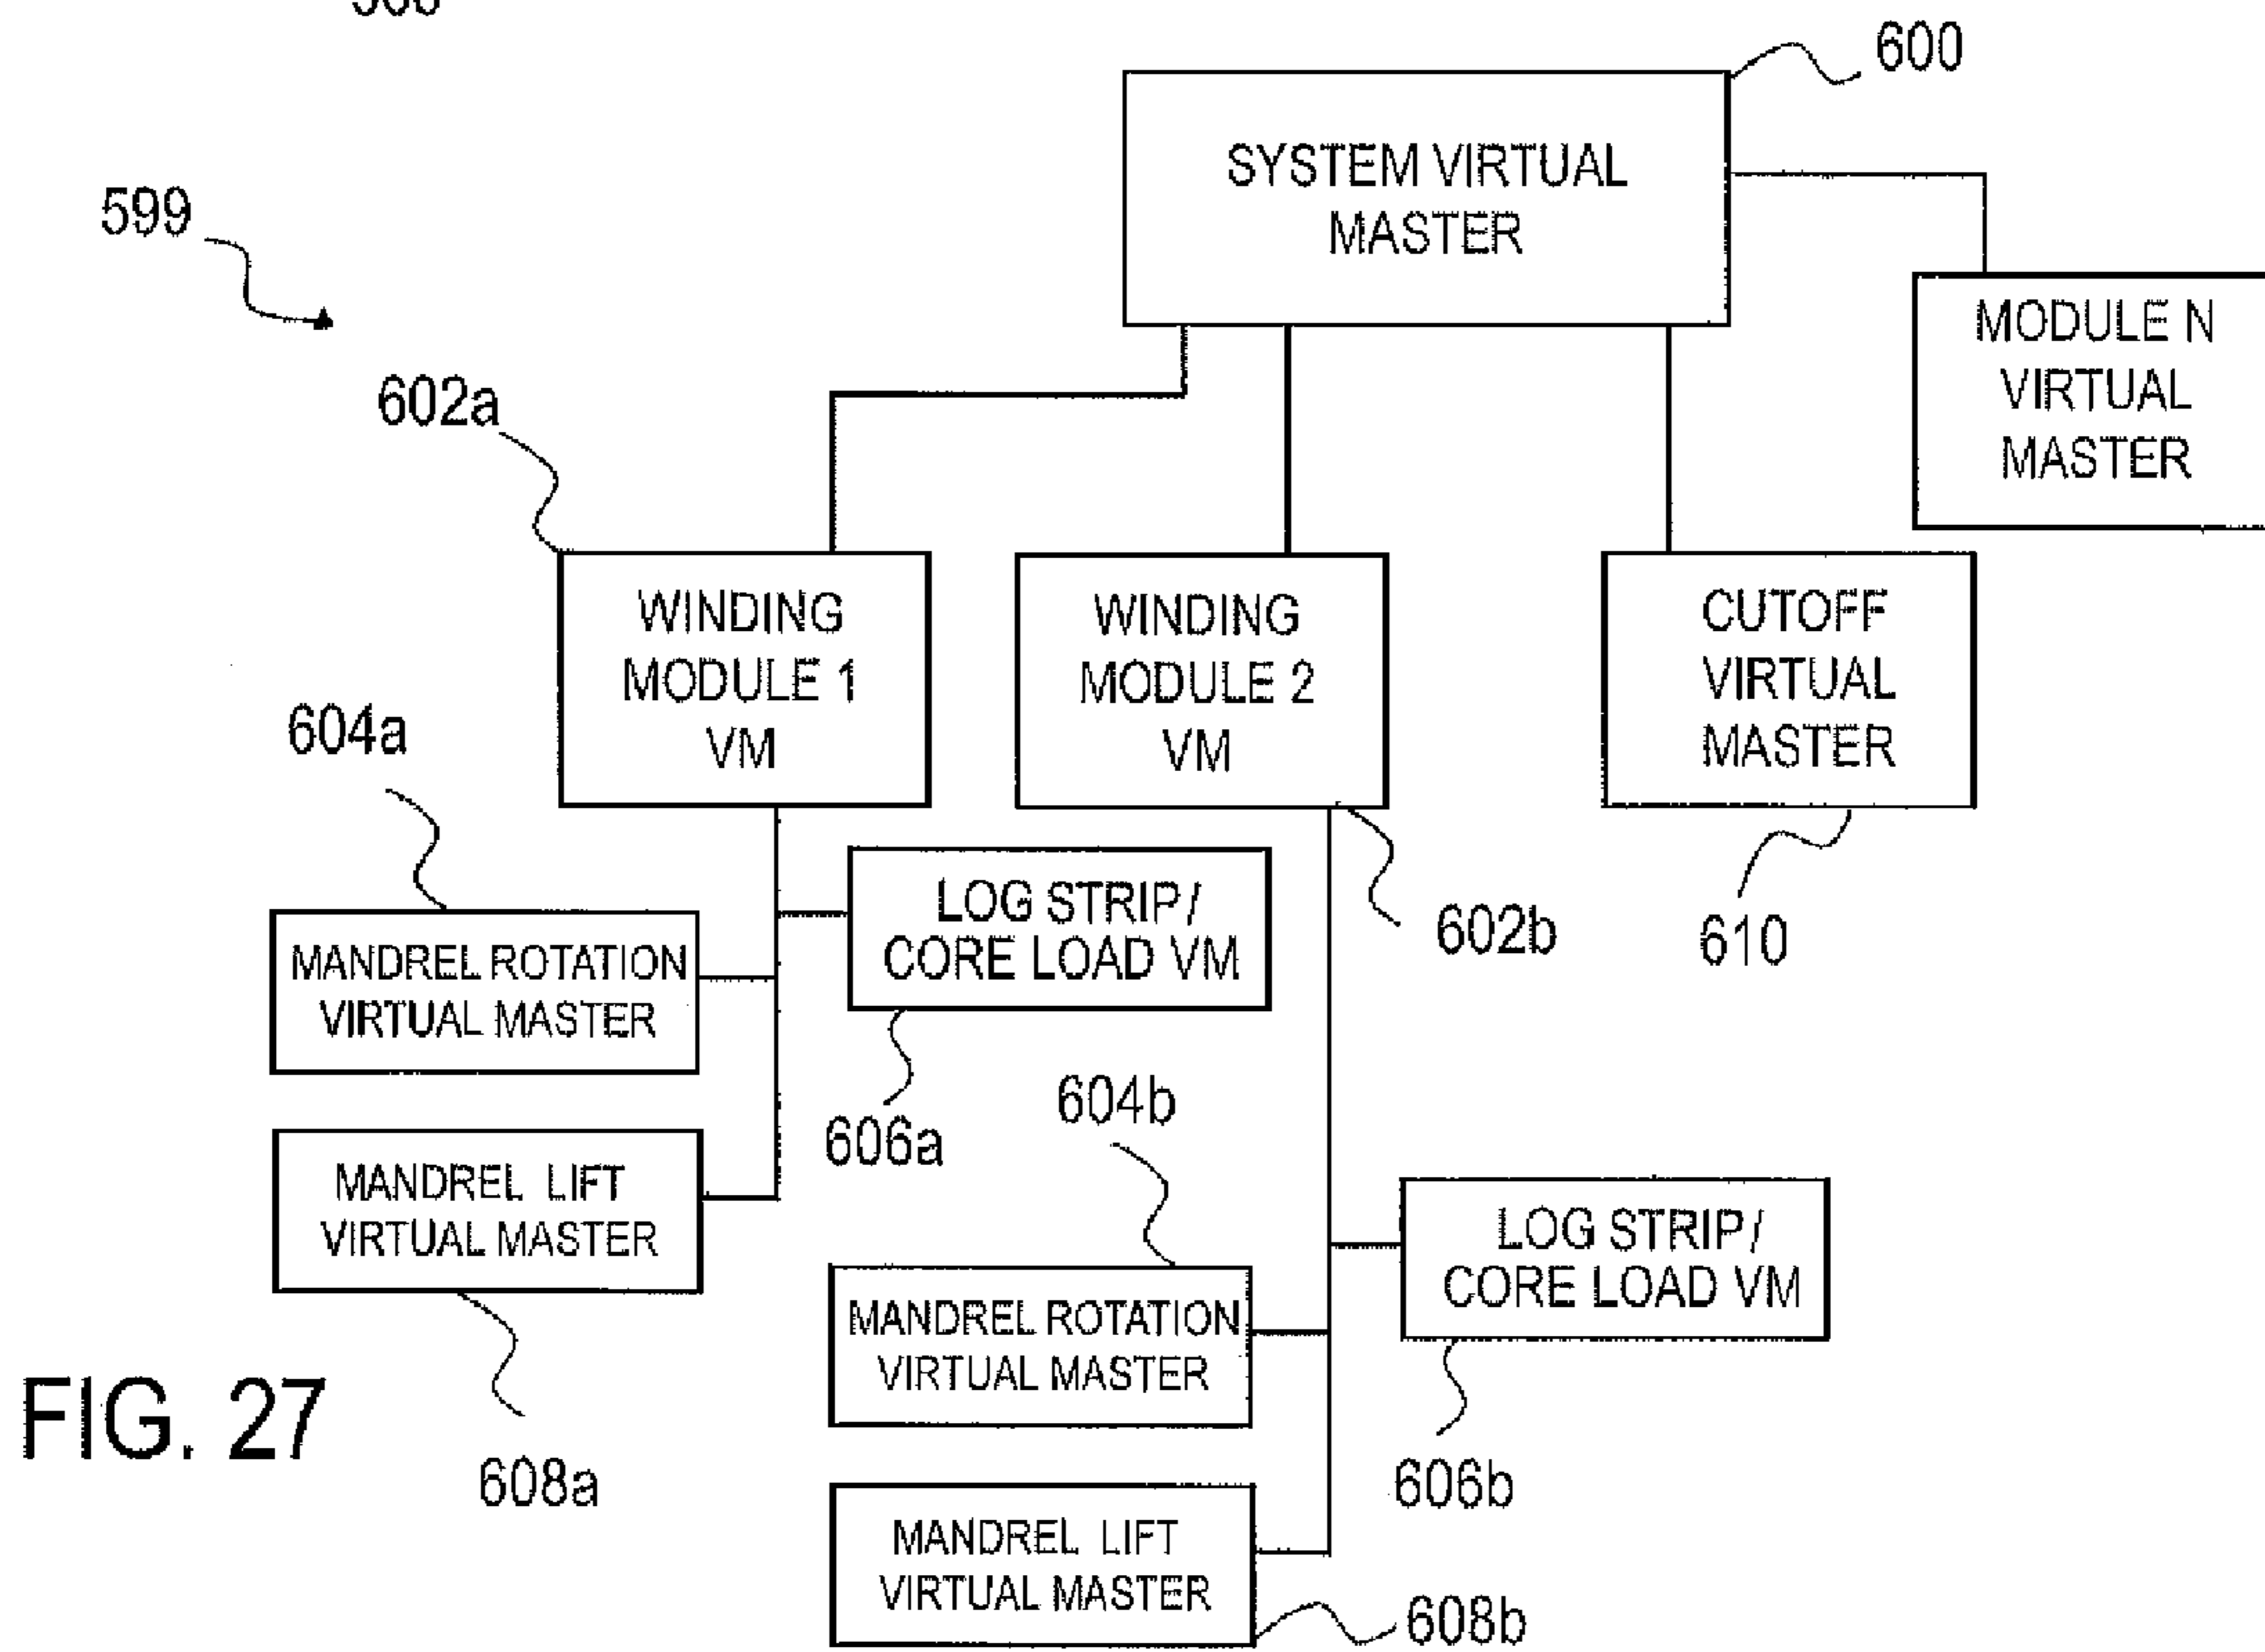 600
SYSTEM VIRTUAL
MASTER
599
MODULE N
VIRTUAL
MASTER
602a
WINDING
MODULE 1
VM
WINDING
MODULE 2
VM
CUTOFF
VIRTUAL
MASTER
604a
LOG STRIP/
CORE LOAD VM
602b
610
MANDREL ROTATION
VIRTUAL MASTER
606a
604b
MANDREL LIFT
VIRTUAL MASTER
LOG STRIP/
CORE LOAD VM
MANDREL ROTATION
VIRTUAL MASTER
FIG. 27
608a
606b
MANDREL LIFT
VIRTUAL MASTER
608b